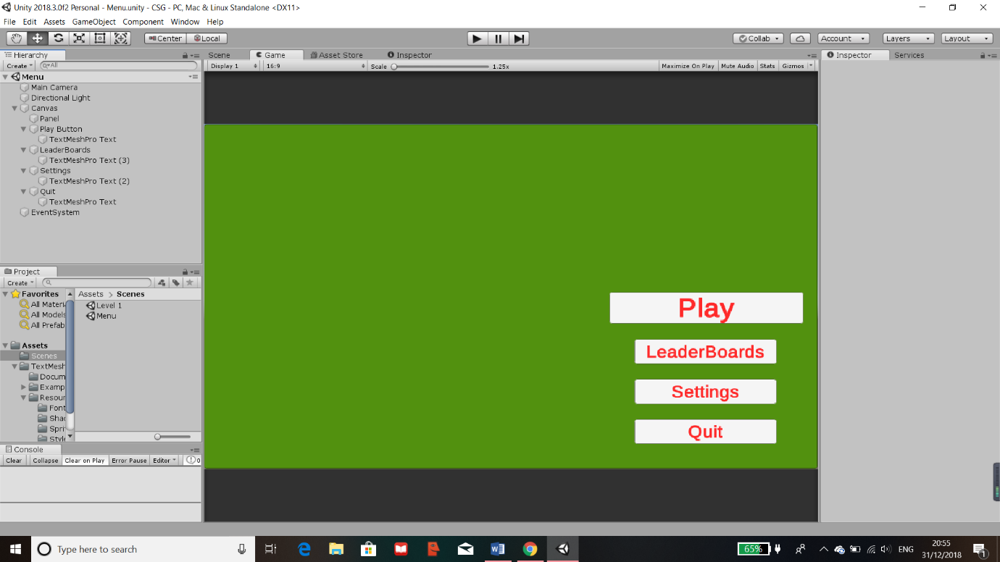 Unity 2018.3.0f2 Personal - Menu.unity - CSG - PC, Mac & Linux Standalone <DX11>
File Edit Assets GameObject Component Window Help
Center Local Collab Account Layers Layout
Hierarchy Scene Game Asset Store Inspector Inspector Services
Create All Display 1 16:9 Scale 1.25x Maximize On Play Mute Audio Stats Gizmos
Menu
Main Camera
Directional Light
Canvas
Panel
Play Button
TextMeshPro Text
LeaderBoards
TextMeshPro Text (3)
Settings
TextMeshPro Text (2)
Quit
TextMeshPro Text
EventSystem
Project
Create
Favorites
All Materi
All Models
All Prefab
Assets
Scenes
TextMesh
Docum
Examp
Resour
Font
Shad
Sprit
Style
Assets > Scenes
Level 1
Menu
Console
Clear Collapse Clear on Play Error Pause Editor 0
Play
LeaderBoards
Settings
Quit
Type here to search
65%
ENG
20:55
31/12/2018
1